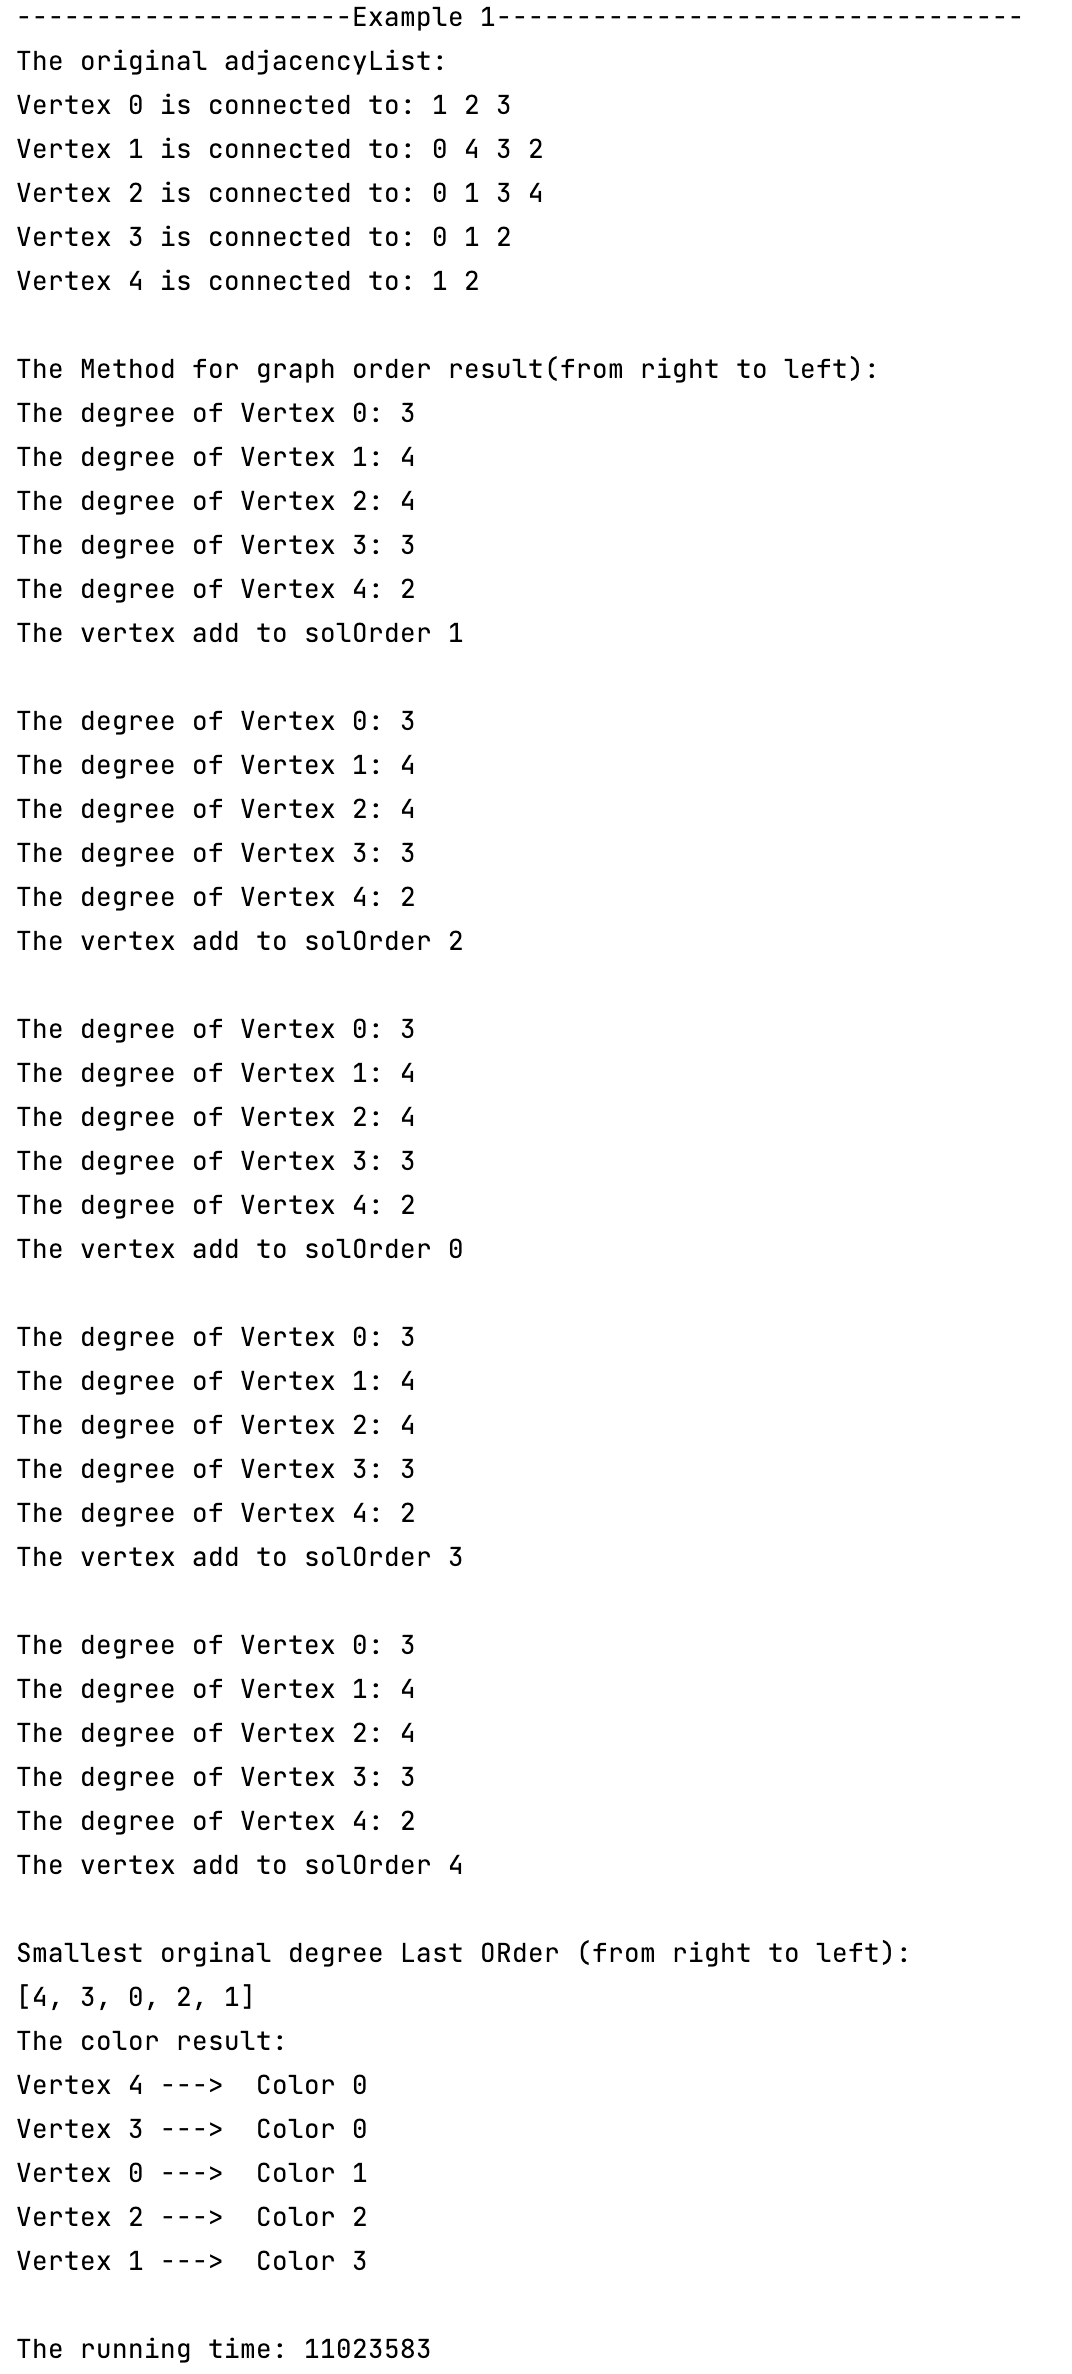 ---------------------Example 1---------------------------------
The original adjacencyList:
Vertex 0 is connected to: 1 2 3
Vertex 1 is connected to: 0 4 3 2
Vertex 2 is connected to: 0 1 3 4
Vertex 3 is connected to: 0 1 2
Vertex 4 is connected to: 1 2

The Method for graph order result(from right to left):
The degree of Vertex 0: 3
The degree of Vertex 1: 4
The degree of Vertex 2: 4
The degree of Vertex 3: 3
The degree of Vertex 4: 2
The vertex add to solOrder 1

The degree of Vertex 0: 3
The degree of Vertex 1: 4
The degree of Vertex 2: 4
The degree of Vertex 3: 3
The degree of Vertex 4: 2
The vertex add to solOrder 2

The degree of Vertex 0: 3
The degree of Vertex 1: 4
The degree of Vertex 2: 4
The degree of Vertex 3: 3
The degree of Vertex 4: 2
The vertex add to solOrder 0

The degree of Vertex 0: 3
The degree of Vertex 1: 4
The degree of Vertex 2: 4
The degree of Vertex 3: 3
The degree of Vertex 4: 2
The vertex add to solOrder 3

The degree of Vertex 0: 3
The degree of Vertex 1: 4
The degree of Vertex 2: 4
The degree of Vertex 3: 3
The degree of Vertex 4: 2
The vertex add to solOrder 4

Smallest orginal degree Last ORder (from right to left):
[4, 3, 0, 2, 1]
The color result:
Vertex 4 --->  Color 0
Vertex 3 --->  Color 0
Vertex 0 --->  Color 1
Vertex 2 --->  Color 2
Vertex 1 --->  Color 3

The running time: 11023583